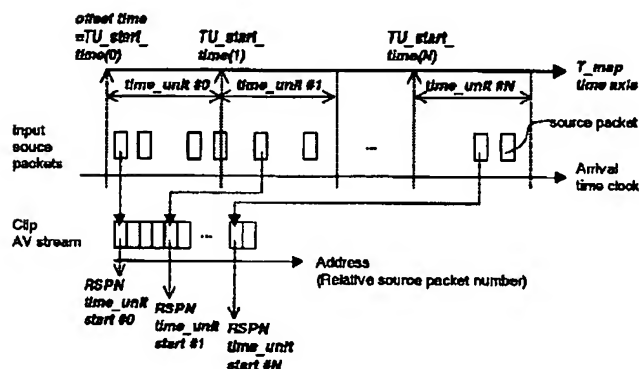 offset time
=TU_start_
time(0)
TU_start_
time(1)
TU_start_
time(N)
T_map
time axis
time_unit #0
time_unit #1
time_unit #N
Input
souce
packets
source packet
...
Arrival
time clock
Clip
AV stream
...
Address
(Relative source packet number)
RSPN
time_unit
start #0
RSPN
time_unit
start #1
RSPN
time_unit
start #N